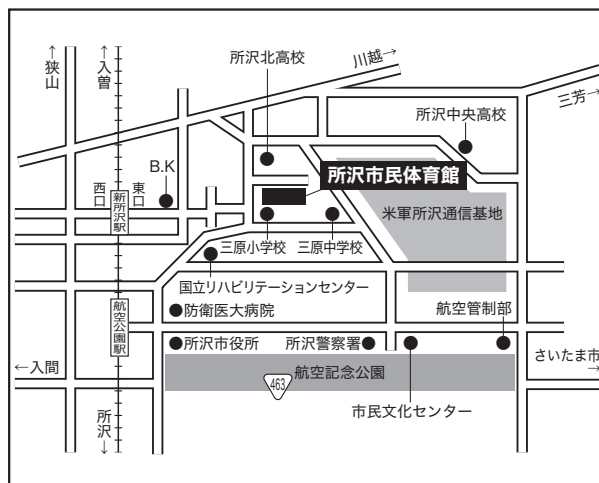 ←狭山
←入曽
所沢北高校
川越→
三芳→
所沢中央高校
B.K
所沢市民体育館
西口
東口
新所沢駅
米軍所沢通信基地
三原小学校
三原中学校
国立リハビリテーションセンター
航空公園駅
防衛医大病院
航空管制部
所沢市役所
所沢警察署
さいたま市→
←入間
航空記念公園
463
市民文化センター
所沢→